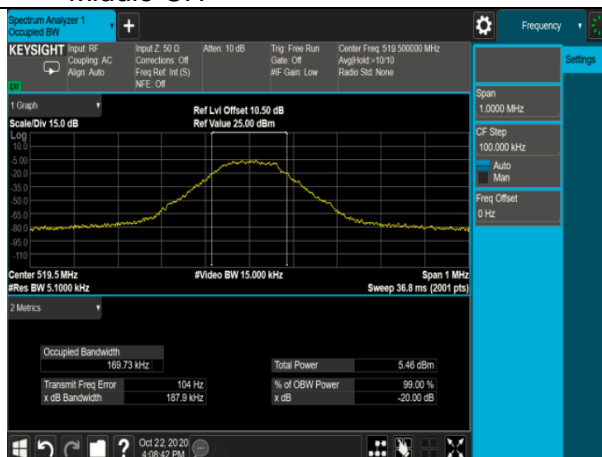 Spectrum Analyzer 1
Occupied BW
Frequency
KEYSIGHT
Input: RF
Coupling: AC
Align: Auto
Input Z: 50 Ω
Corrections: Off
Freq Ref: Int (S)
NFE: Off
Atten: 10 dB
Trig: Free Run
Gate: Off
#IF Gain: Low
Center Freq: 519.500000 MHz
Avg|Hold:>10/10
Radio Std: None
Settings
Span
1.0000 MHz
CF Step
100.000 kHz
Auto
Man
Freq Offset
0 Hz
1 Graph
Scale/Div 15.0 dB
Ref Lvl Offset 10.50 dB
Ref Value 25.00 dBm
Log
10.0
-5.00
-20.0
-35.0
-50.0
-65.0
-80.0
-95.0
-110
Center 519.5 MHz
#Video BW 15.000 kHz
Span 1 MHz
#Res BW 5.1000 kHz
Sweep 36.8 ms (2001 pts)
2 Metrics
Occupied Bandwidth
169.73 kHz
Total Power 5.46 dBm
Transmit Freq Error 104 Hz
% of OBW Power 99.00 %
x dB Bandwidth 187.9 kHz
x dB -20.00 dB
Oct 22, 2020
4:08:42 PM